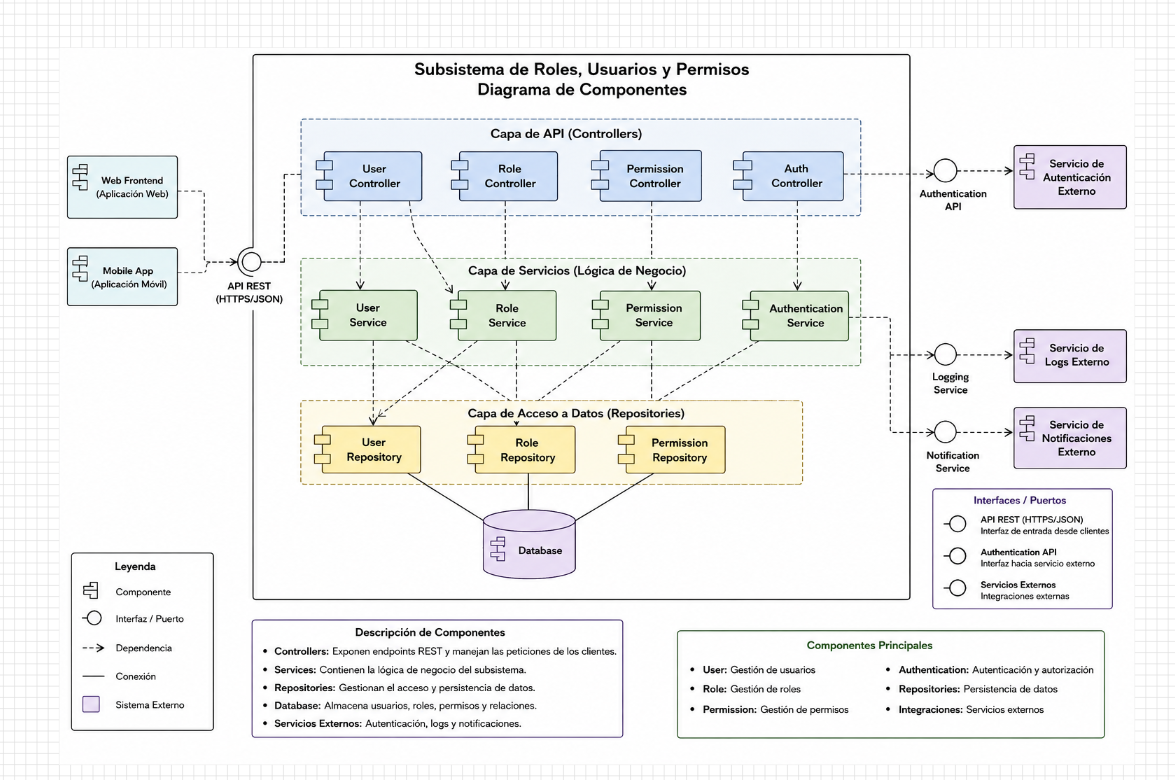 Subsistema de Roles, Usuarios y Permisos
Diagrama de Componentes
Capa de API (Controllers)
User
Controller
Role
Controller
Permission
Controller
Auth
Controller
Web Frontend
(Aplicación Web)
Mobile App
(Aplicación Móvil)
API REST
(HTTPS/JSON)
Authentication
API
Servicio de
Autenticación
Externo
Capa de Servicios (Lógica de Negocio)
User
Service
Role
Service
Permission
Service
Authentication
Service
Logging
Service
Servicio de
Logs Externo
Notification
Service
Servicio de
Notificaciones
Externo
Capa de Acceso a Datos (Repositories)
User
Repository
Role
Repository
Permission
Repository
Database
Interfaces / Puertos
API REST (HTTPS/JSON)
Interfaz de entrada desde clientes
Authentication API
Interfaz hacia servicio externo
Servicios Externos
Integraciones externas
Leyenda
Componente
Interfaz / Puerto
Dependencia
Conexión
Sistema Externo
Descripción de Componentes
• Controllers: Exponen endpoints REST y manejan las peticiones de los clientes.
• Services: Contienen la lógica de negocio del subsistema.
• Repositories: Gestionan el acceso y persistencia de datos.
• Database: Almacena usuarios, roles, permisos y relaciones.
• Servicios Externos: Autenticación, logs y notificaciones.
Componentes Principales
• User: Gestión de usuarios
• Role: Gestión de roles
• Permission: Gestión de permisos
• Authentication: Autenticación y autorización
• Repositories: Persistencia de datos
• Integraciones: Servicios externos